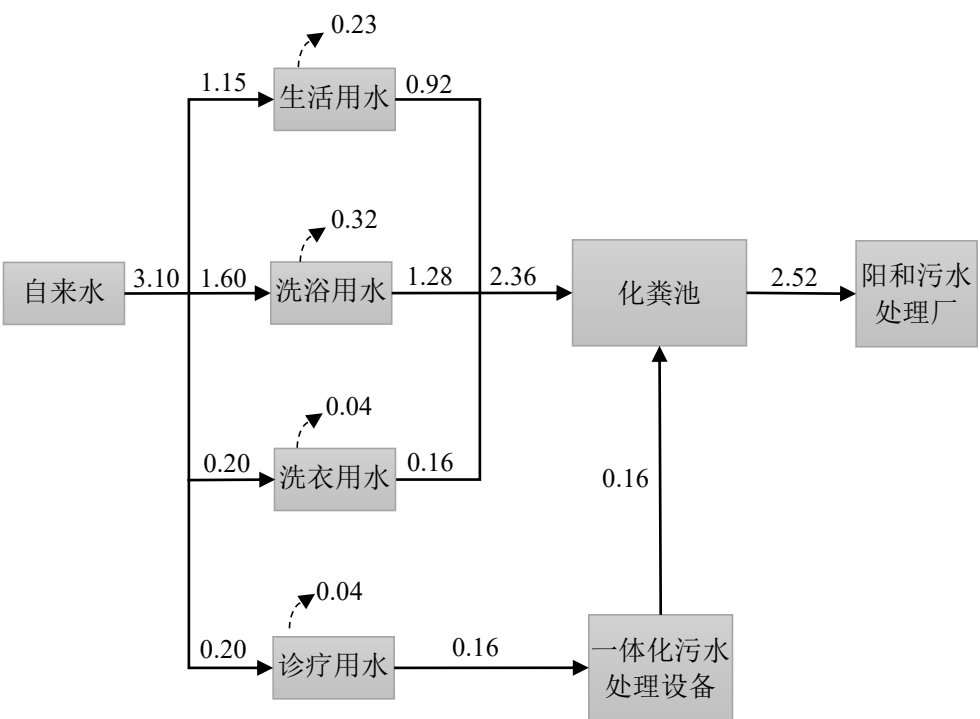 0.23
1.15
生活用水
0.92
0.32
自来水
3.10
1.60
洗浴用水
1.28
2.36
化粪池
2.52
阳和污水
处理厂
0.04
0.20
洗衣用水
0.16
0.16
0.04
0.20
诊疗用水
0.16
一体化污水
处理设备